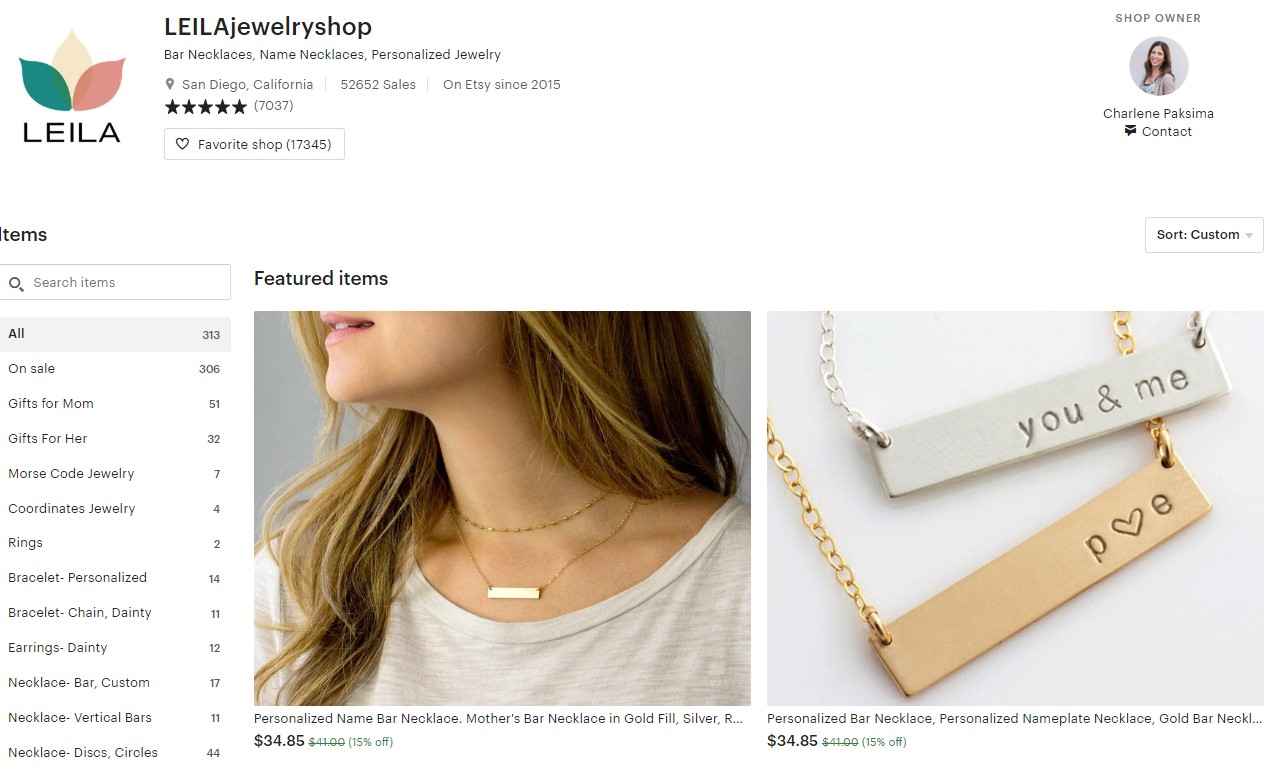 LEILA
LEILAjewelryshop
Bar Necklaces, Name Necklaces, Personalized Jewelry
San Diego, California 52652 Sales On Etsy since 2015
(7037)
Favorite shop (17345)
SHOP OWNER
Charlene Paksima
Contact
Items
Sort: Custom
Search items
All 313
On sale 306
Gifts for Mom 51
Gifts For Her 32
Morse Code Jewelry 7
Coordinates Jewelry 4
Rings 2
Bracelet- Personalized 14
Bracelet- Chain, Dainty 11
Earrings- Dainty 12
Necklace- Bar, Custom 17
Necklace- Vertical Bars 11
Necklace- Discs, Circles 44
Featured items
Personalized Name Bar Necklace. Mother's Bar Necklace in Gold Fill, Silver, R...
$34.85 $41.00 (15% off)
you & me
p♡e
Personalized Bar Necklace, Personalized Nameplate Necklace, Gold Bar Neckl...
$34.85 $41.00 (15% off)